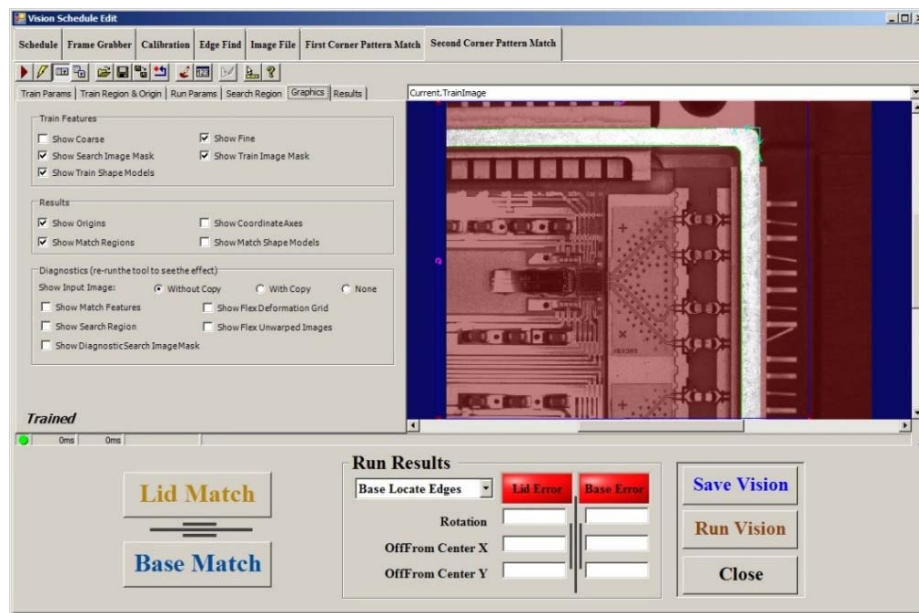 Vision Schedule Edit
Schedule Frame Grabber Calibration Edge Find Image File First Corner Pattern Match Second Corner Pattern Match
Train Params Train Region & Origin Run Params Search Region Graphics Results
Current.TrainImage
Train Features
Show Coarse Show Fine
Show Search Image Mask Show Train Image Mask
Show Train Shape Models
Results
Show Origins Show CoordinateAxes
Show Match Regions Show Match Shape Models
Diagnostics (re-runthe tool to seethe effect)
Show Input Image: Without Copy With Copy None
Show Match Features Show Flex Deformation Grid
Show Search Region Show Flex Unwarped Images
Show DiagnosticSearch ImageMask
Trained
0ms 0ms
Lid Match
Base Match
Run Results
Base Locate Edges Lid Error Base Error
Rotation
OffFrom Center X
OffFrom Center Y
Save Vision
Run Vision
Close